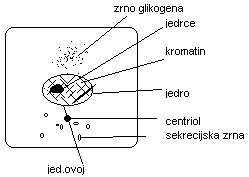 zrno glikogena
jedrce
kromatin
jedro
centriol
sekrecijska zrna
jed.ovoj